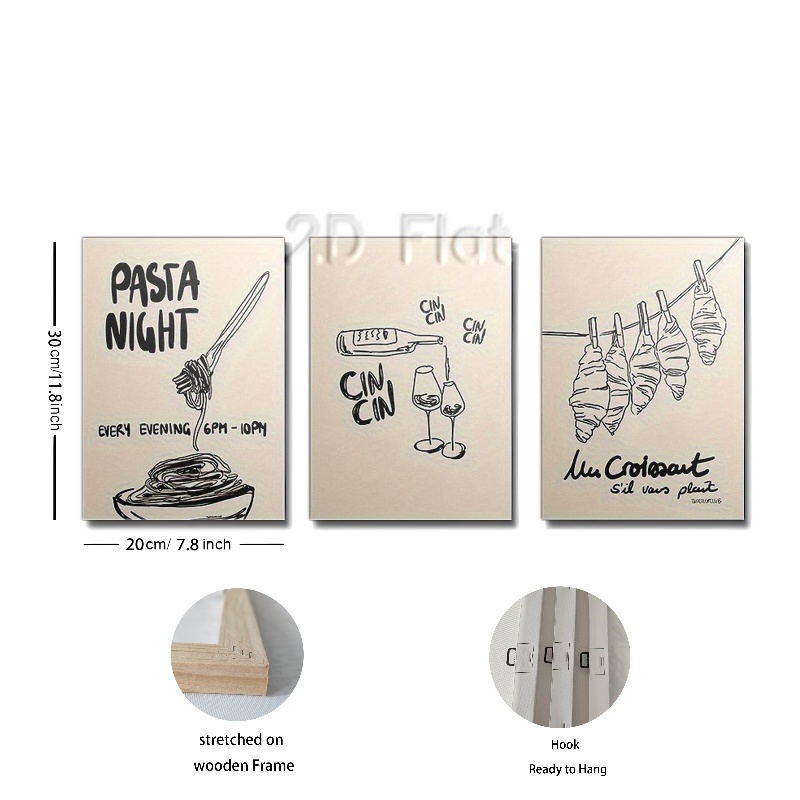 2.D Flat
PASTA
NIGHT
EVERY EVENING 6PM-10PM
CIN
CIN
CIN
CIN
CIN
CIN
Un Croissant
s'il vous plait
30cm/11.8inch
20cm/ 7.8 inch
stretched on
wooden Frame
Hook
Ready to Hang